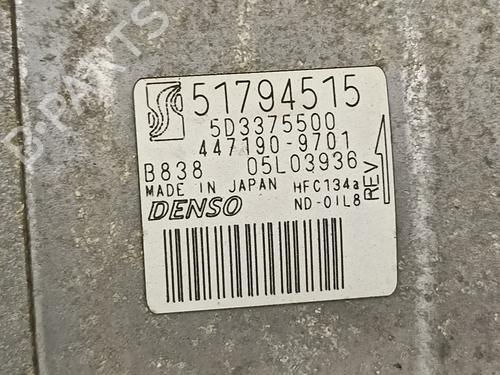 B-PARTS
51794515
5D3375500
447190-9701
B838 05L03936
MADE IN JAPAN HFC134a
DENSO ND-OIL8
REV